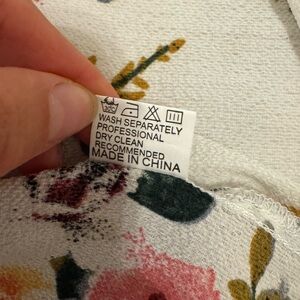 WASH SEPARATELY
PROFESSIONAL
DRY CLEAN
RECOMMENDED
MADE IN CHINA